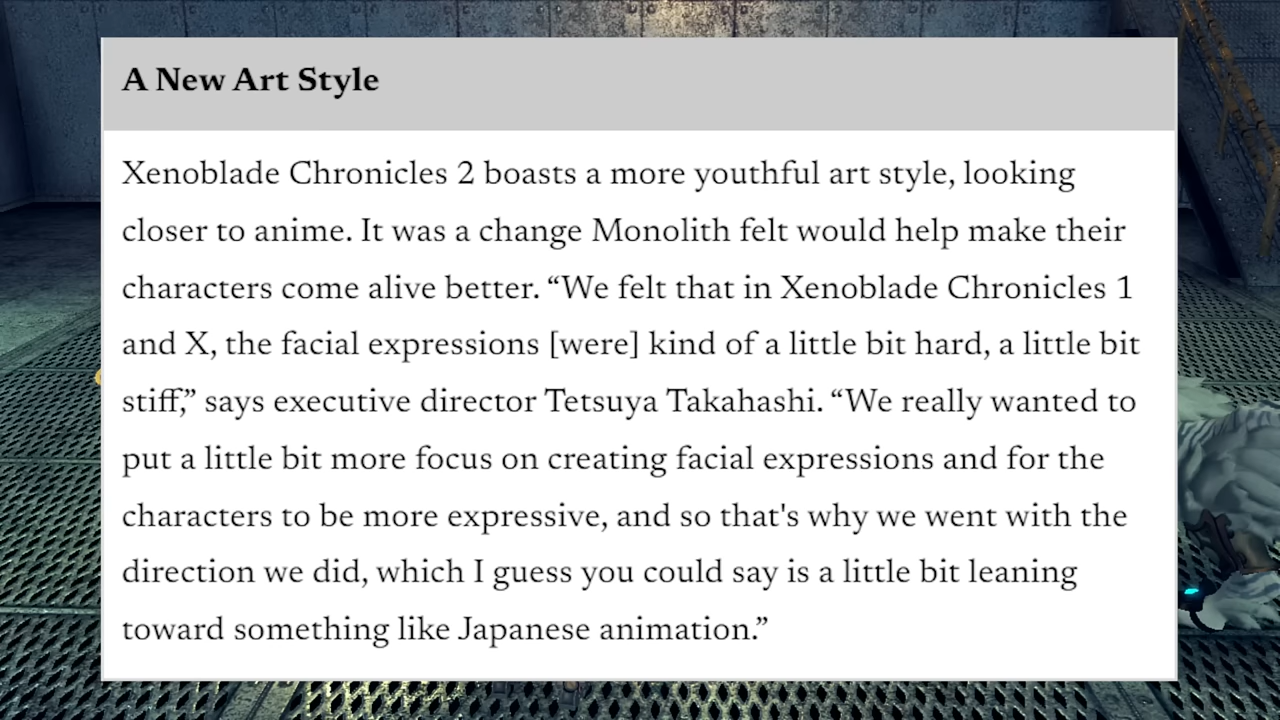 A New Art Style
Xenoblade Chronicles 2 boasts a more youthful art style, looking
closer to anime. It was a change Monolith felt would help make their
characters come alive better. “We felt that in Xenoblade Chronicles 1
and X, the facial expressions [were] kind of a little bit hard, a little bit
stiff,” says executive director Tetsuya Takahashi. “We really wanted to
put a little bit more focus on creating facial expressions and for the
characters to be more expressive, and so that's why we went with the
direction we did, which I guess you could say is a little bit leaning
toward something like Japanese animation.”